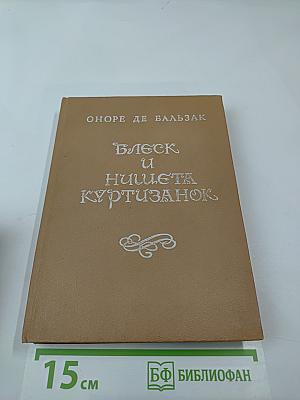 ОНОРЕ ДЕ БАЛЬЗАК
БЛЕСК
И
НИЩЕТА
КУРТИЗАНОК
15 см
БФ БИБЛИОФАН